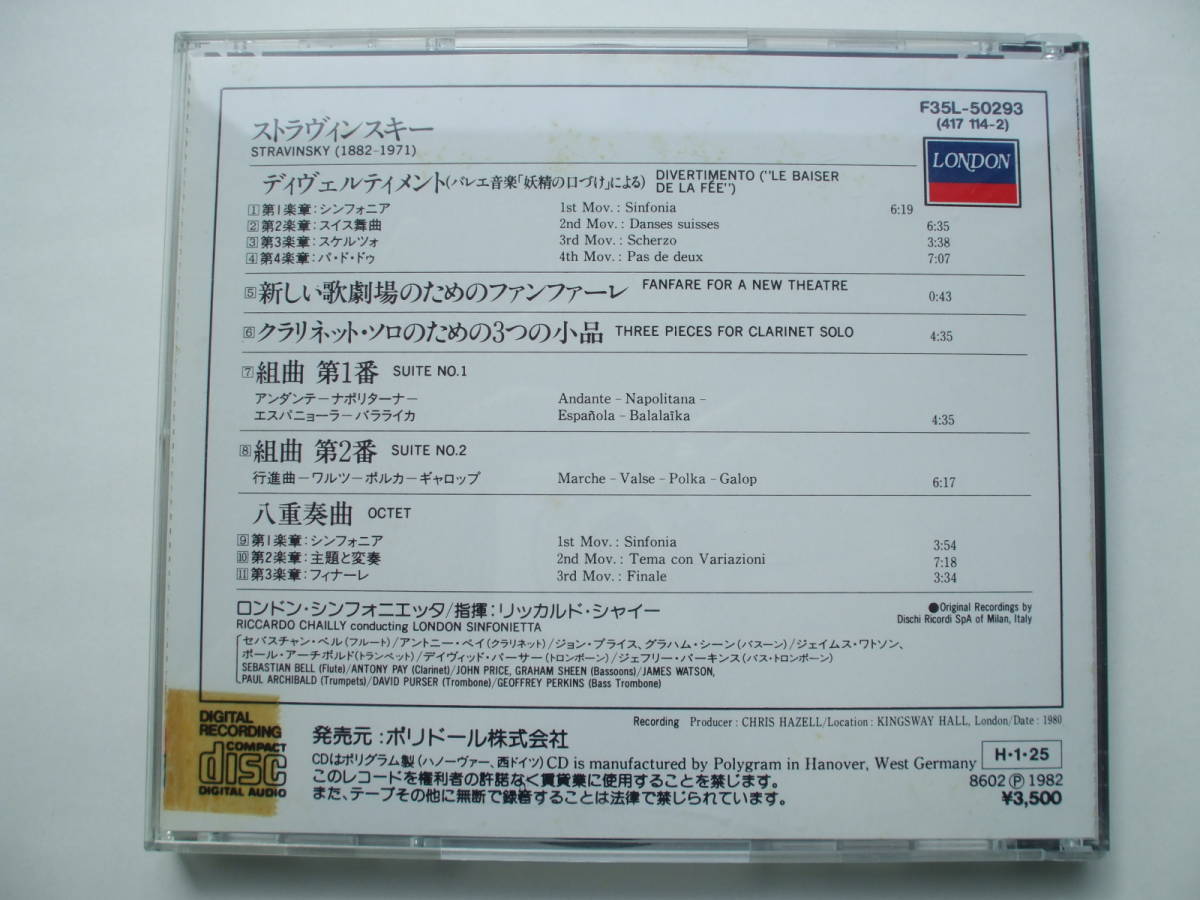 F35L-50293
(417 114-2)
LONDON
ストラヴィンスキー
STRAVINSKY (1882-1971)
ディヴェルティメント(バレエ音楽「妖精の口づけ」による) DIVERTIMENTO ("LE BAISER
DE LA FÉE")
1 第1楽章:シンフォニア 1st Mov.: Sinfonia 6:19
2 第2楽章:スイス舞曲 2nd Mov.: Danses suisses 6:35
3 第3楽章:スケルツォ 3rd Mov.: Scherzo 3:38
4 第4楽章:パ・ド・ドゥ 4th Mov.: Pas de deux 7:07
5 新しい歌劇場のためのファンファーレ FANFARE FOR A NEW THEATRE 0:43
6 クラリネット・ソロのための3つの小品 THREE PIECES FOR CLARINET SOLO 4:35
7 組曲 第1番 SUITE NO.1
アンダンテーナポリターナー Andante – Napolitana –
エスパニョーラーバラライカ Española – Balalaïka 4:35
8 組曲 第2番 SUITE NO.2
行進曲ーワルツーポルカーギャロップ Marche – Valse – Polka – Galop 6:17
八重奏曲 OCTET
9 第1楽章:シンフォニア 1st Mov.: Sinfonia 3:54
10 第2楽章:主題と変奏 2nd Mov.: Tema con Variazioni 7:18
11 第3楽章:フィナーレ 3rd Mov.: Finale 3:34
ロンドン・シンフォニエッタ/指揮:リッカルド・シャイー
RICCARDO CHAILLY conducting LONDON SINFONIETTA
●Original Recordings by
Dischi Ricordi SpA of Milan, Italy
セバスチャン・ベル(フルート)/アントニー・ペイ(クラリネット)/ジョン・プライス、グラハム・シーン(バスーン)/ジェイムス・ワトソン、
ポール・アーチボルド(トランペット)/デイヴィッド・パーサー(トロンボーン)/ジェフリー・パーキンス(バス・トロンボーン)
SEBASTIAN BELL (Flute)/ANTONY PAY (Clarinet)/JOHN PRICE, GRAHAM SHEEN (Bassoons)/JAMES WATSON,
PAUL ARCHIBALD (Trumpets)/DAVID PURSER (Trombone)/GEOFFREY PERKINS (Bass Trombone)
Recording Producer : CHRIS HAZELL/Location : KINGSWAY HALL, London/Date : 1980
DIGITAL
RECORDING
COMPACT
disc
DIGITAL AUDIO
発売元:ポリドール株式会社
CDはポリグラム製(ハノーヴァー、西ドイツ) CD is manufactured by Polygram in Hanover, West Germany
このレコードを権利者の許諾なく賃貸業に使用することを禁じます。
また、テープその他に無断で録音することは法律で禁じられています。
H・1・25
8602 Ⓟ 1982
¥3,500